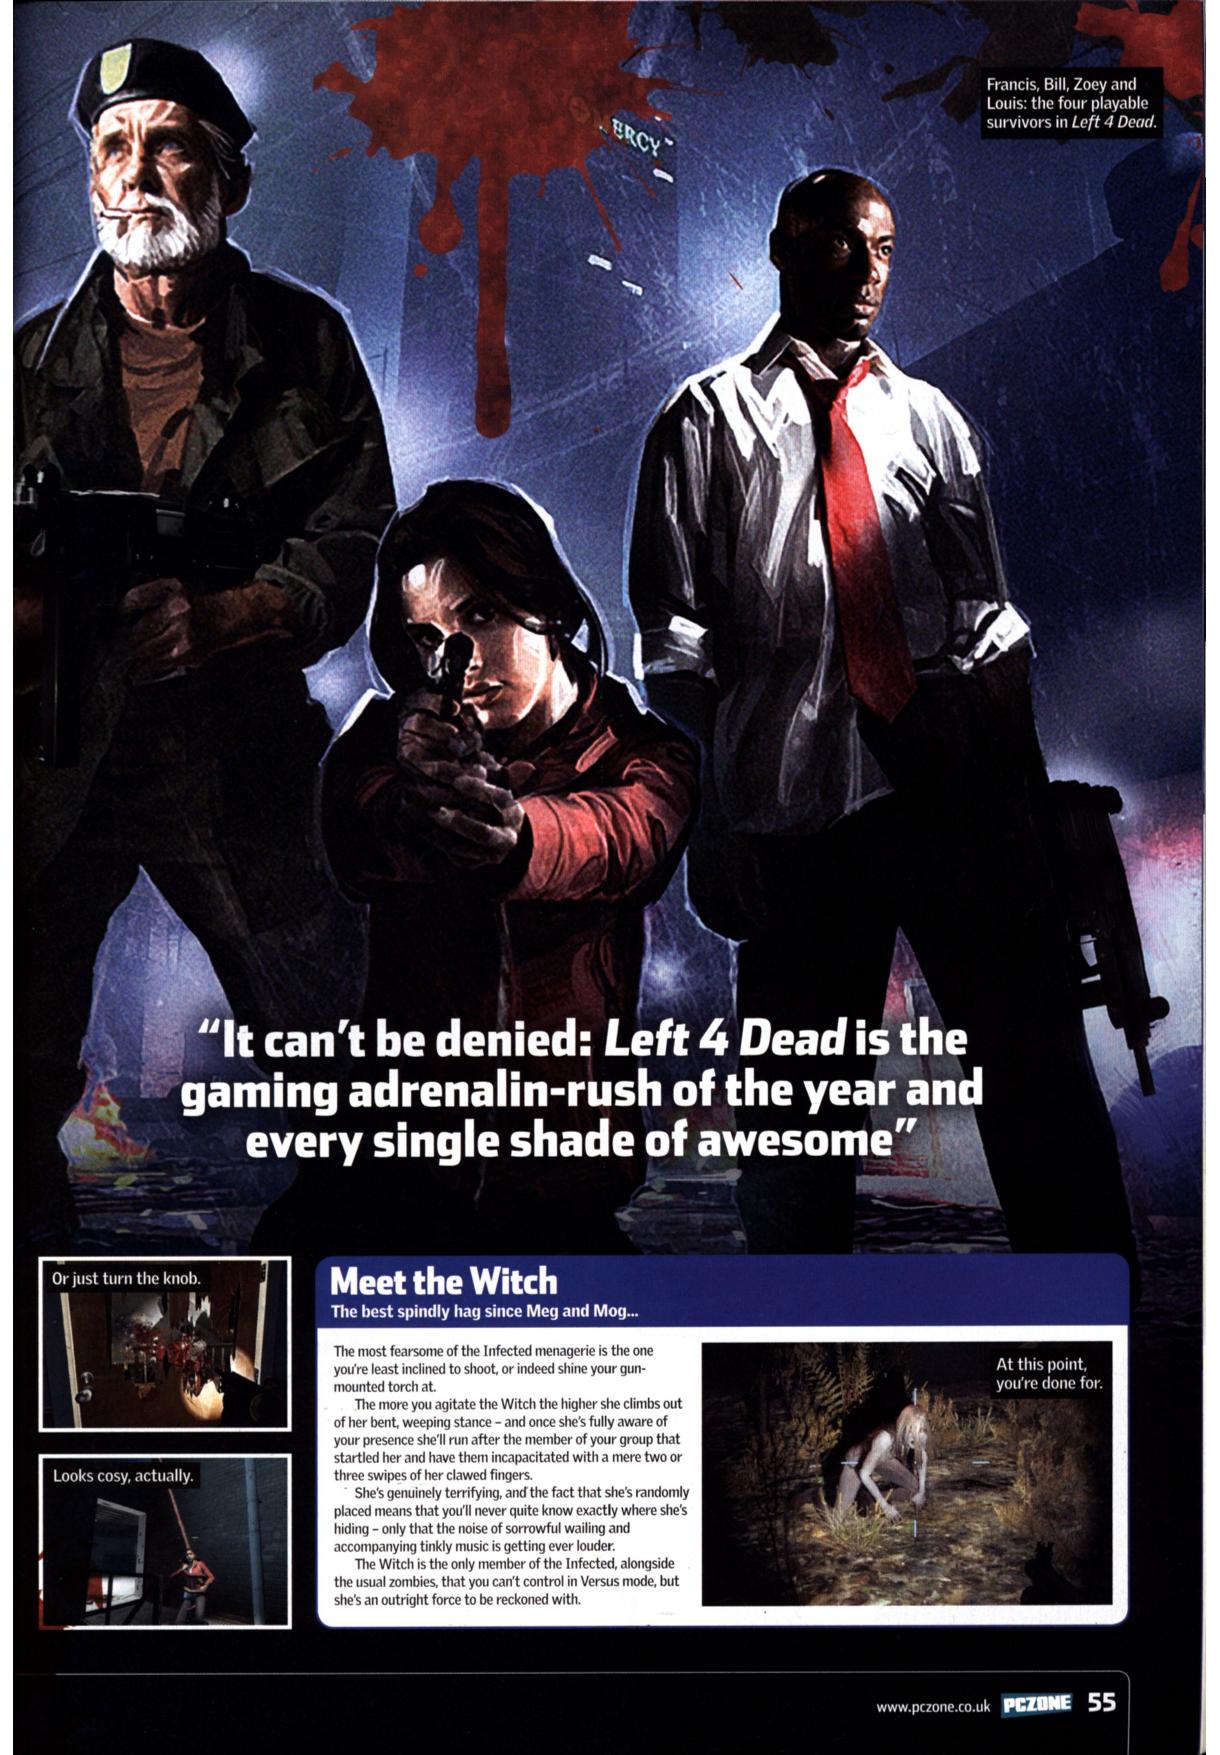 Francis, Bill, Zoey and
Louis: the four playable
survivors in Left 4 Dead.
ERCY
“It can’t be denied: Left 4 Dead is the
gaming adrenalin-rush of the year and
every single shade of awesome”
Or just turn the knob.
Looks cosy, actually.
Meet the Witch
The best spindly hag since Meg and Mog...
The most fearsome of the Infected menagerie is the one
you’re least inclined to shoot, or indeed shine your gun-
mounted torch at.
The more you agitate the Witch the higher she climbs out
of her bent, weeping stance – and once she’s fully aware of
your presence she’ll run after the member of your group that
startled her and have them incapacitated with a mere two or
three swipes of her clawed fingers.
She’s genuinely terrifying, and the fact that she’s randomly
placed means that you’ll never quite know exactly where she’s
hiding – only that the noise of sorrowful wailing and
accompanying tinkly music is getting ever louder.
The Witch is the only member of the Infected, alongside
the usual zombies, that you can’t control in Versus mode, but
she’s an outright force to be reckoned with.
At this point,
you’re done for.
www.pczone.co.uk PCZONE 55